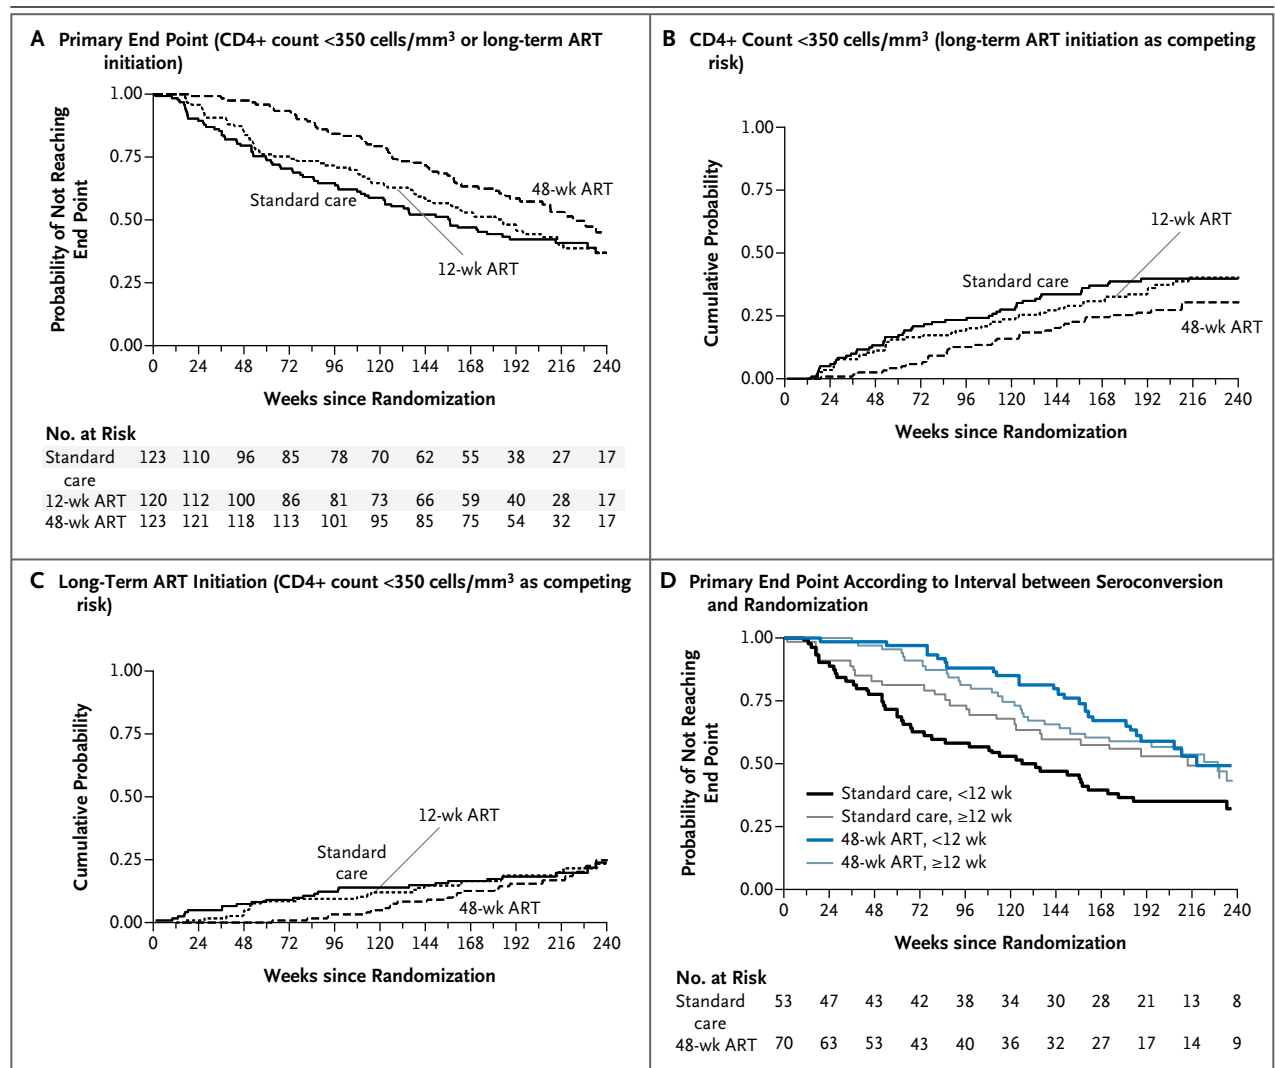 A Primary End Point (CD4+ count <350 cells/mm³ or long-term ART
initiation)
1.00
0.75
0.50
0.25
0.00
Probability of Not Reaching
End Point
48-wk ART
Standard care
12-wk ART
0 24 48 72 96 120 144 168 192 216 240
Weeks since Randomization
No. at Risk
Standard 123 110 96 85 78 70 62 55 38 27 17
care
12-wk ART 120 112 100 86 81 73 66 59 40 28 17
48-wk ART 123 121 118 113 101 95 85 75 54 32 17
B CD4+ Count <350 cells/mm³ (long-term ART initiation as competing
risk)
1.00
0.75
0.50
0.25
0.00
Cumulative Probability
12-wk ART
Standard care
48-wk ART
0 24 48 72 96 120 144 168 192 216 240
Weeks since Randomization
C Long-Term ART Initiation (CD4+ count <350 cells/mm³ as competing
risk)
1.00
0.75
0.50
0.25
0.00
Cumulative Probability
12-wk ART
Standard
care
48-wk ART
0 24 48 72 96 120 144 168 192 216 240
Weeks since Randomization
D Primary End Point According to Interval between Seroconversion
and Randomization
1.00
0.75
0.50
0.25
0.00
Probability of Not Reaching
End Point
Standard care, <12 wk
Standard care, ≥12 wk
48-wk ART, <12 wk
48-wk ART, ≥12 wk
0 24 48 72 96 120 144 168 192 216 240
Weeks since Randomization
No. at Risk
Standard 53 47 43 42 38 34 30 28 21 13 8
care
48-wk ART 70 63 53 43 40 36 32 27 17 14 9